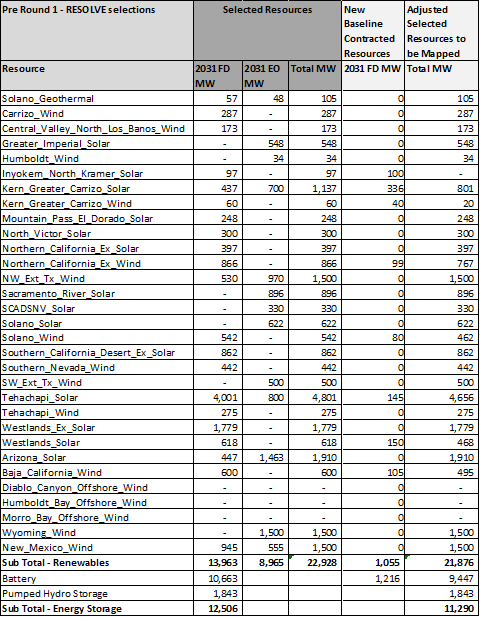 Pre Round 1 - RESOLVE selections Selected Resources New Baseline Contracted Resources Adjusted Selected Resources to be Mapped
Resource 2031 FD MW 2031 EO MW Total MW 2031 FD MW Total MW
Solano_Geothermal 57 48 105 0 105
Carrizo_Wind 287 - 287 0 287
Central_Valley_North_Los_Banos_Wind 173 - 173 0 173
Greater_Imperial_Solar - 548 548 0 548
Humboldt_Wind - 34 34 0 34
Inyokern_North_Kramer_Solar 97 - 97 100 -
Kern_Greater_Carrizo_Solar 437 700 1,137 336 801
Kern_Greater_Carrizo_Wind 60 - 60 40 20
Mountain_Pass_El_Dorado_Solar 248 - 248 0 248
North_Victor_Solar 300 - 300 0 300
Northern_California_Ex_Solar 397 - 397 0 397
Northern_California_Ex_Wind 866 - 866 99 767
NW_Ext_Tx_Wind 530 970 1,500 0 1,500
Sacramento_River_Solar - 896 896 0 896
SCADSNV_Solar - 330 330 0 330
Solano_Solar - 622 622 0 622
Solano_Wind 542 - 542 80 462
Southern_California_Desert_Ex_Solar 862 - 862 0 862
Southern_Nevada_Wind 442 - 442 0 442
SW_Ext_Tx_Wind - 500 500 0 500
Tehachapi_Solar 4,001 800 4,801 145 4,656
Tehachapi_Wind 275 - 275 0 275
Westlands_Ex_Solar 1,779 - 1,779 0 1,779
Westlands_Solar 618 - 618 150 468
Arizona_Solar 447 1,463 1,910 0 1,910
Baja_California_Wind 600 - 600 105 495
Diablo_Canyon_Offshore_Wind - - - 0 -
Humboldt_Bay_Offshore_Wind - - - 0 -
Morro_Bay_Offshore_Wind - - - 0 -
Wyoming_Wind - 1,500 1,500 0 1,500
New_Mexico_Wind 945 555 1,500 0 1,500
Sub Total - Renewables 13,963 8,965 22,928 1,055 21,876
Battery 10,663 1,216 9,447
Pumped Hydro Storage 1,843 1,843
Sub Total - Energy Storage 12,506 11,290